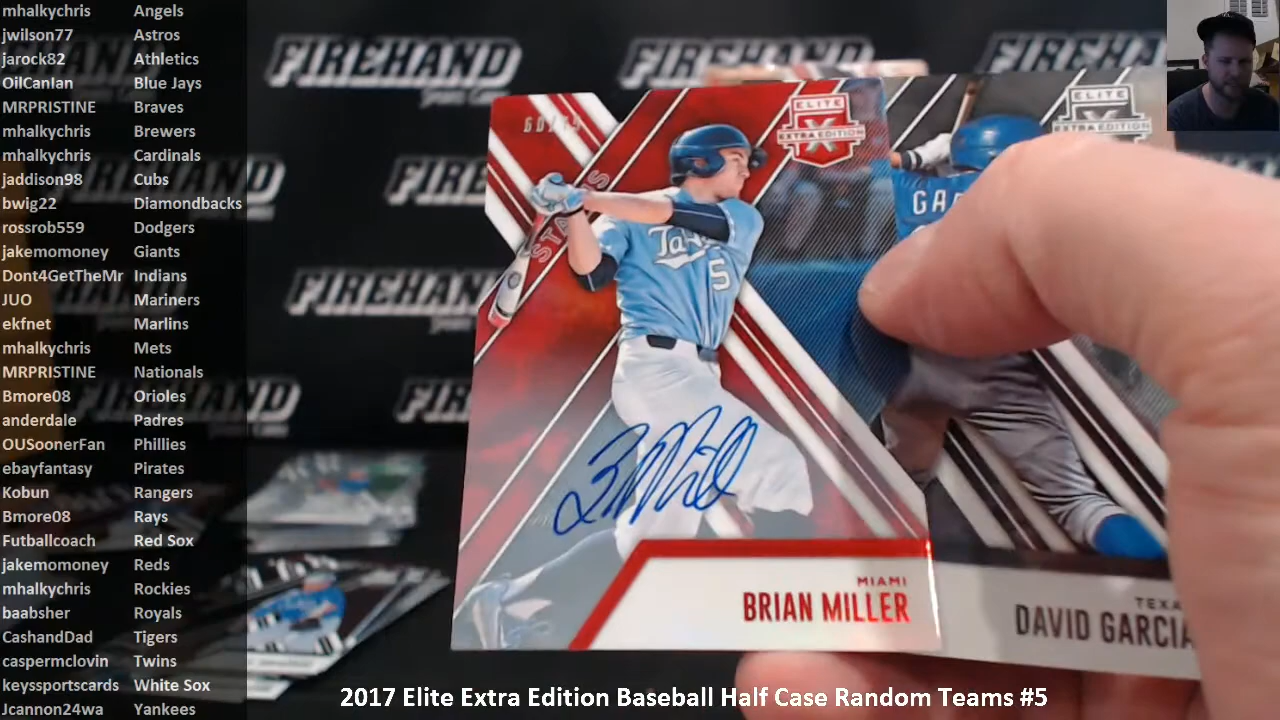 mhalkychris Angels
jwilson77 Astros
jarock82 Athletics
OilCanIan Blue Jays
MRPRISTINE Braves
mhalkychris Brewers
mhalkychris Cardinals
jaddison98 Cubs
bwig22 Diamondbacks
rossrob559 Dodgers
jakemomoney Giants
Dont4GetTheMr Indians
JUO Mariners
ekfnet Marlins
mhalkychris Mets
MRPRISTINE Nationals
Bmore08 Orioles
anderdale Padres
OUSoonerFan Phillies
ebayfantasy Pirates
Kobun Rangers
Bmore08 Rays
Futballcoach Red Sox
jakemomoney Reds
mhalkychris Rockies
baabsher Royals
CashandDad Tigers
caspermclovin Twins
keyssportscards White Sox
Jcannon24wa Yankees
FIREHAND
FIREHAND
FIREHAND
FIREHAN
ELITE
EXTRA EDITION
STATUS
5
MIAMI
BRIAN MILLER
ELITE
EXTRA EDITION
GA
TEXA
DAVID GARCIA
2017 Elite Extra Edition Baseball Half Case Random Teams #5